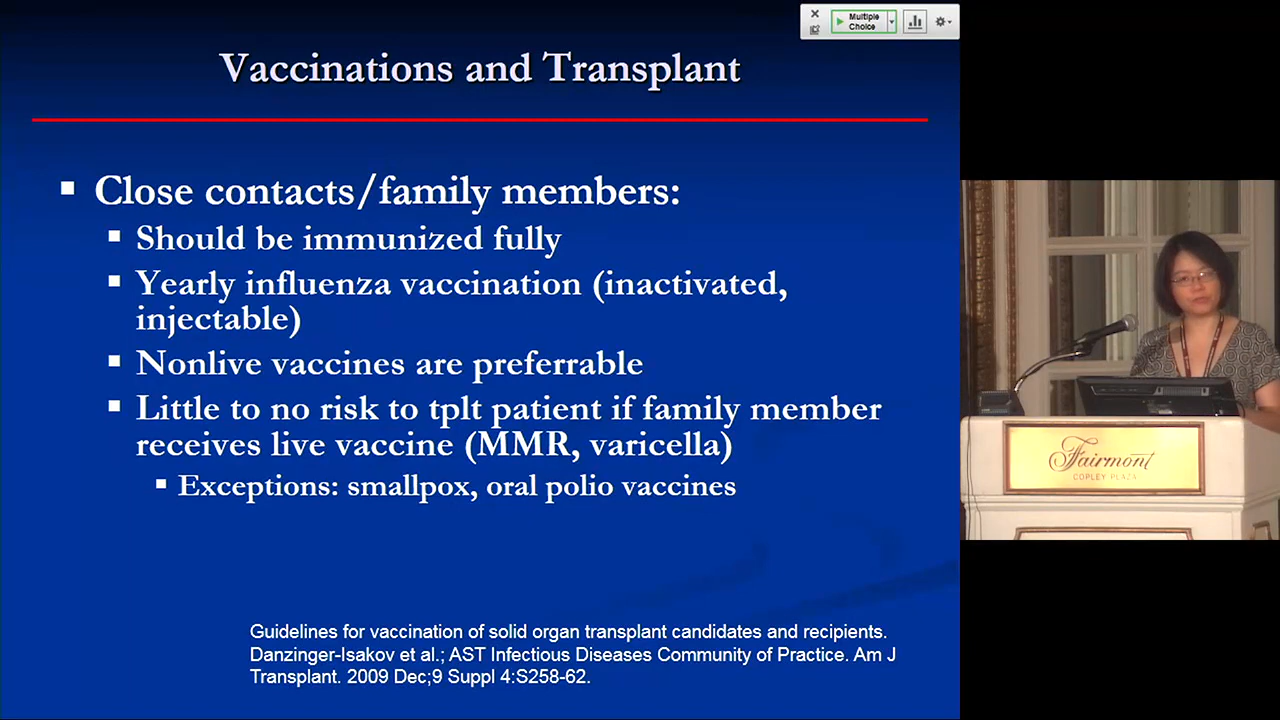 Multiple
Choice
Vaccinations and Transplant
Close contacts/family members:
Should be immunized fully
Yearly influenza vaccination (inactivated,
injectable)
Nonlive vaccines are preferrable
Little to no risk to tplt patient if family member
receives live vaccine (MMR, varicella)
Exceptions: smallpox, oral polio vaccines
Guidelines for vaccination of solid organ transplant candidates and recipients.
Danzinger-Isakov et al.; AST Infectious Diseases Community of Practice. Am J
Transplant. 2009 Dec;9 Suppl 4:S258-62.
Fairmont
COPLEY PLAZA